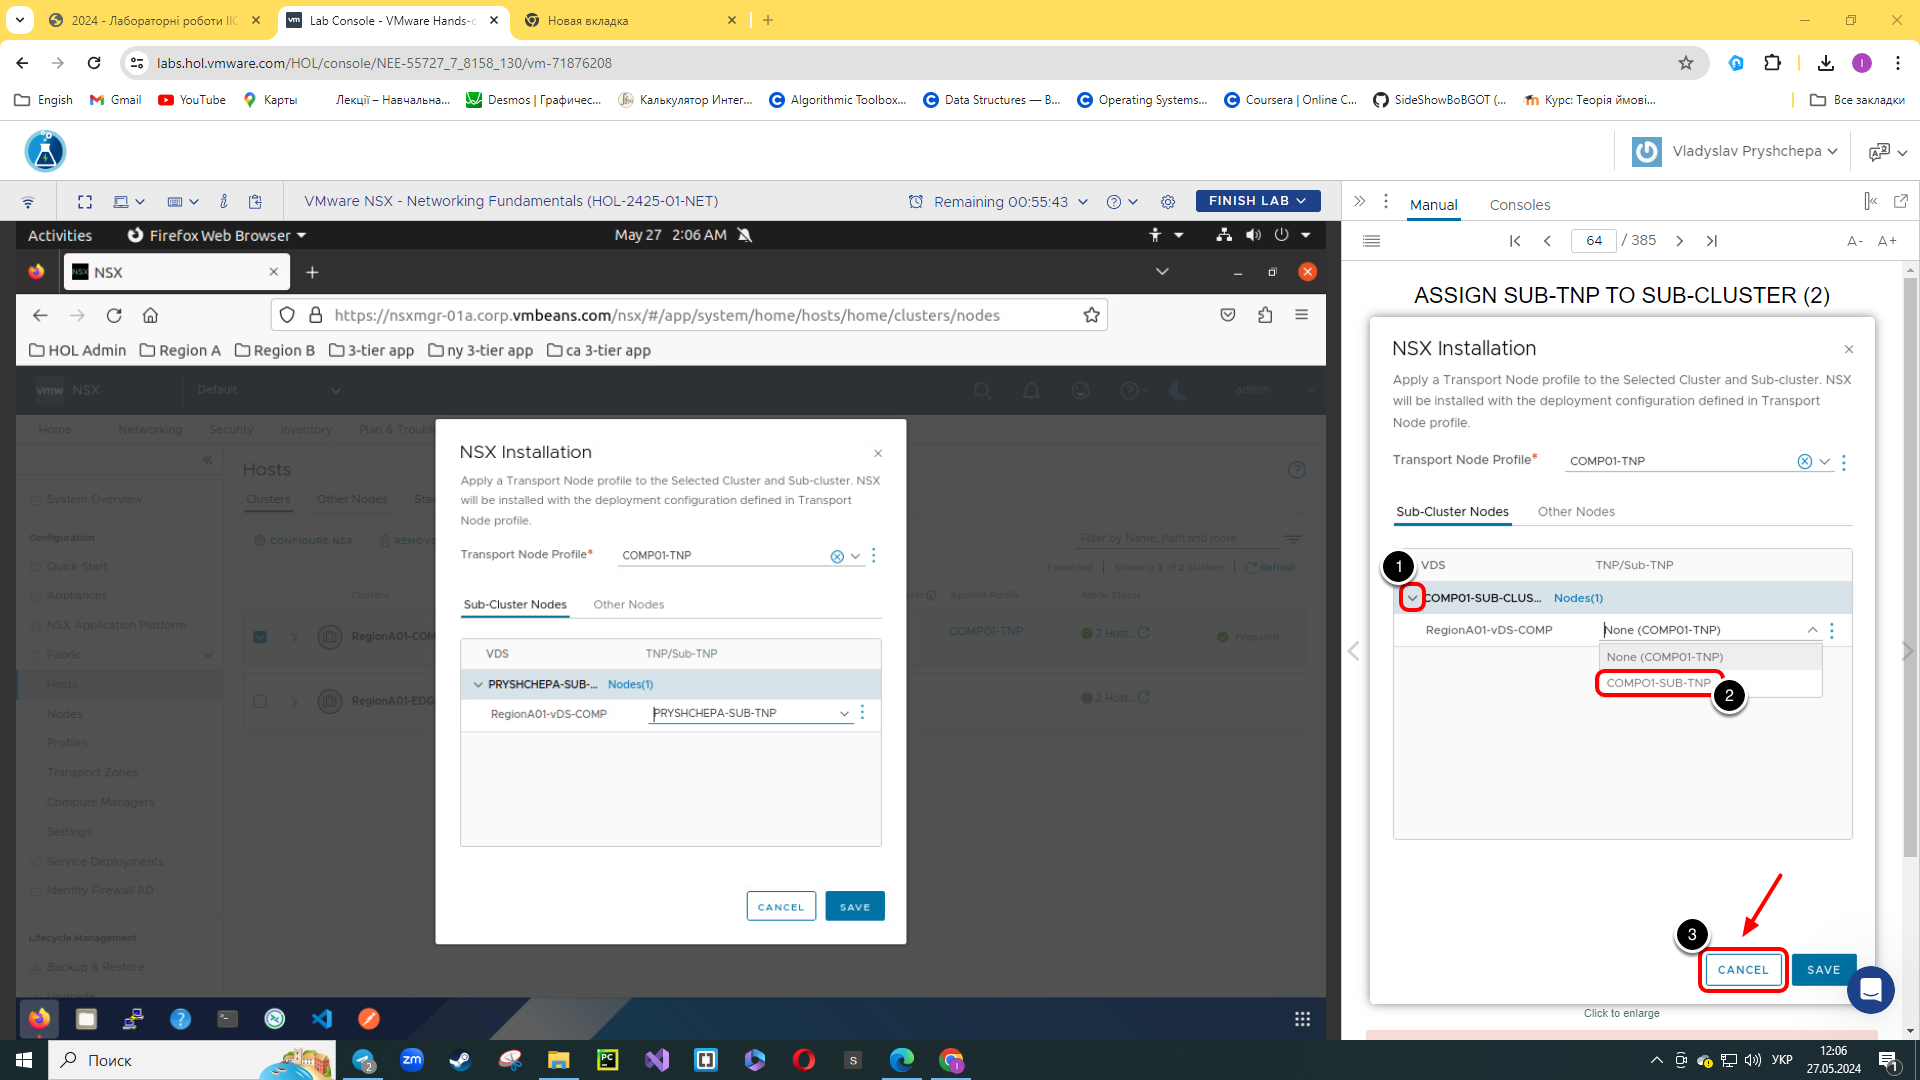 2024 - Лабораторні роботи ІІС
Lab Console - VMware Hands-o
Новая вкладка
labs.hol.vmware.com/HOL/console/NEE-55727_7_8158_130/vm-71876208
Engish
Gmail
YouTube
Карты
Лекції – Навчальна...
Desmos | Графичес...
Калькулятор Интег...
Algorithmic Toolbox...
Data Structures — В...
Operating Systems...
Coursera | Online C...
SideShowBoBGOT (...
Курс: Теорія ймові...
Все закладки
Vladyslav Pryshchepa
VMware NSX - Networking Fundamentals (HOL-2425-01-NET)
Remaining 00:55:43
FINISH LAB
Manual
Consoles
64 / 385
A- A+
Activities
Firefox Web Browser
May 27 2:06 AM
NSX
https://nsxmgr-01a.corp.vmbeans.com/nsx/#/app/system/home/hosts/home/clusters/nodes
HOL Admin
Region A
Region B
3-tier app
ny 3-tier app
ca 3-tier app
vmw NSX
Default
admin
Home
Networking
Security
Inventory
Plan & Troubl
System Overview
Configuration
Quick Start
Appliances
NSX Application Platform
Fabric
Hosts
Nodes
Profiles
Transport Zones
Compute Managers
Settings
Service Deployments
Identity Firewall AD
Lifecycle Management
Backup & Restore
Hosts
Clusters
Other Nodes
CONFIGURE NSX
REMOVE
Filter by Name, Path and more
1 selected
Showing 2 of 2 clusters
Refresh
Clusters
Applied Profile
Node Status
RegionA01-COM
COMP01-TNP
2 Host...
Prepared
RegionA01-EDG
2 Host...
NSX Installation
Apply a Transport Node profile to the Selected Cluster and Sub-cluster. NSX
will be installed with the deployment configuration defined in Transport
Node profile.
Transport Node Profile*
COMP01-TNP
Sub-Cluster Nodes
Other Nodes
VDS
TNP/Sub-TNP
PRYSHCHEPA-SUB-...
Nodes(1)
RegionA01-vDS-COMP
PRYSHCHEPA-SUB-TNP
CANCEL
SAVE
ASSIGN SUB-TNP TO SUB-CLUSTER (2)
NSX Installation
Apply a Transport Node profile to the Selected Cluster and Sub-cluster. NSX
will be installed with the deployment configuration defined in Transport
Node profile.
Transport Node Profile*
COMP01-TNP
Sub-Cluster Nodes
Other Nodes
1
VDS
TNP/Sub-TNP
COMP01-SUB-CLUS...
Nodes(1)
RegionA01-vDS-COMP
None (COMP01-TNP)
None (COMP01-TNP)
COMPO1-SUB-TNP
2
3
CANCEL
SAVE
Click to enlarge
Поиск
2
zm
PC
S
УКР
12:06
27.05.2024
1